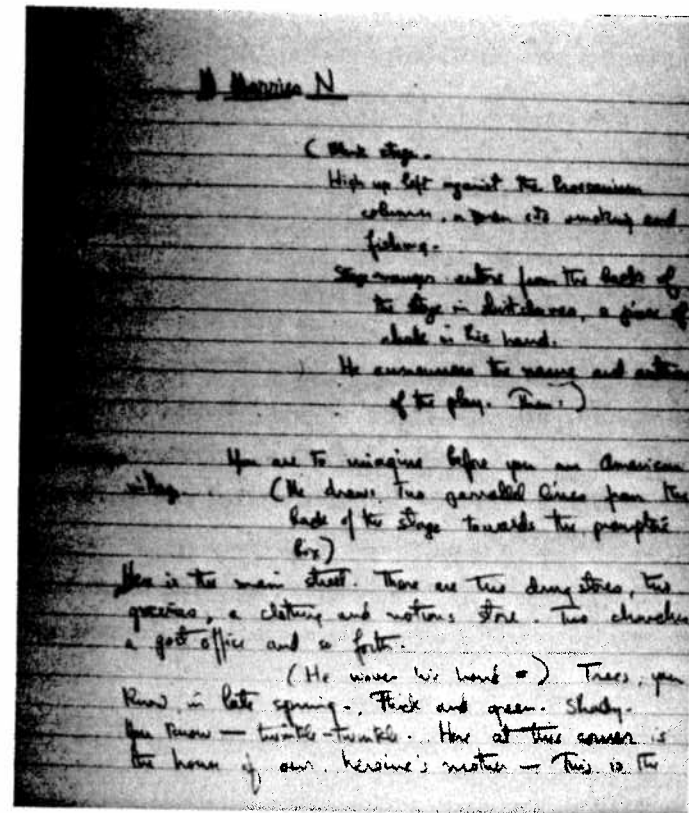 M Marries N
( Blank stage.
High up left against the Proscenium
column, a man sits smoking and
fishing.
Stage manager enters from the back of
the stage in shirtsleeves, a piece of
chalk in his hand.
He announces the name and author
of the play. Then:)
You are to imagine before you an American
village. (He draws two parralel lines from the
back of the stage towards the prompter's
box)
Here is the main street. There are two drug stores, two
groceries, a clothing and notions store. Two churches
a post office and so forth.
(He waves his hand) Trees, you
know, in late spring. Thick and green. Shady.
You know — twinkle-twinkle. Here at this corner is
the house of our heroine's mother — This is the